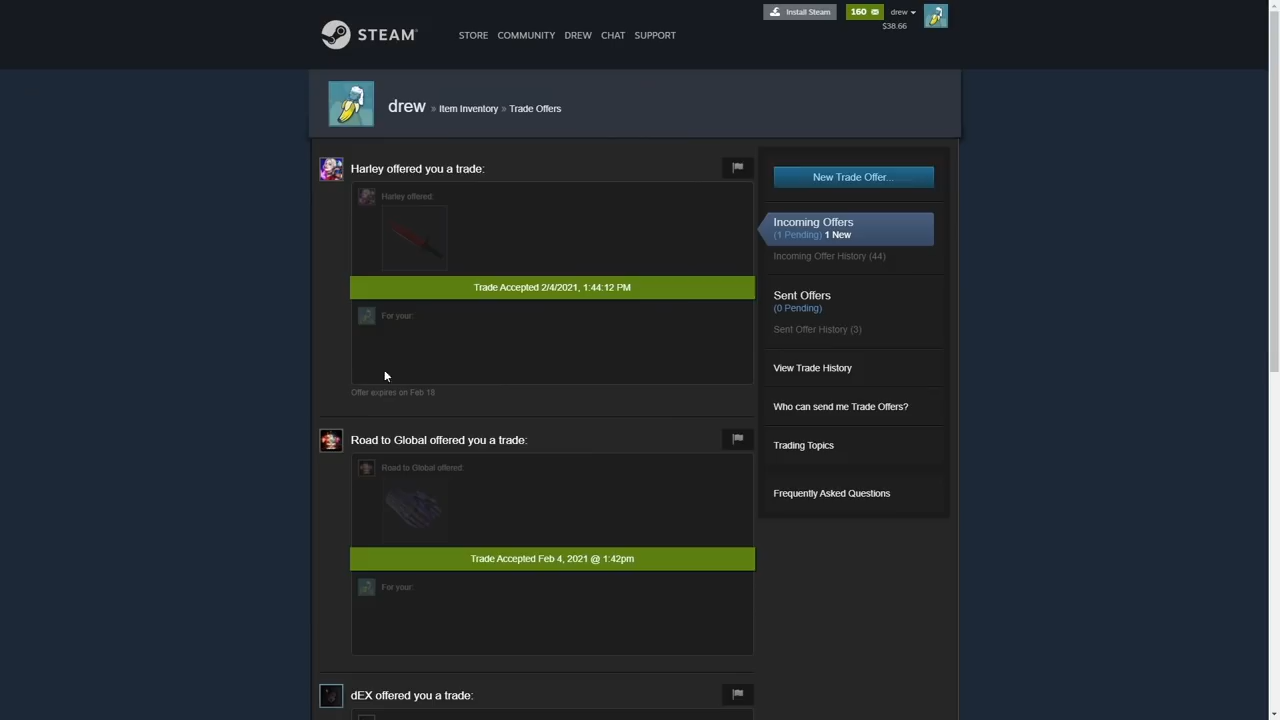 Install Steam
160
drew
$38.66
STEAM
STORE COMMUNITY DREW CHAT SUPPORT
drew » Item Inventory » Trade Offers
Harley offered you a trade:
Harley offered:
Trade Accepted 2/4/2021, 1:44:12 PM
For your:
Offer expires on Feb 18
Road to Global offered you a trade:
Road to Global offered:
Trade Accepted Feb 4, 2021 @ 1:42pm
For your:
dEX offered you a trade:
New Trade Offer...
Incoming Offers
(1 Pending) 1 New
Incoming Offer History (44)
Sent Offers
(0 Pending)
Sent Offer History (3)
View Trade History
Who can send me Trade Offers?
Trading Topics
Frequently Asked Questions